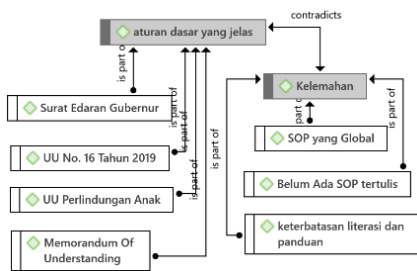 contradicts
aturan dasar yang jelas
is part of
Kelemahan
is part of
Surat Edaran Gubernur
is part of
is part of
is part of
is part of
part of
is part of
SOP yang Global
UU No. 16 Tahun 2019
Belum Ada SOP tertulis
UU Perlindungan Anak
keterbatasan literasi dan
panduan
Memorandum Of
Understanding